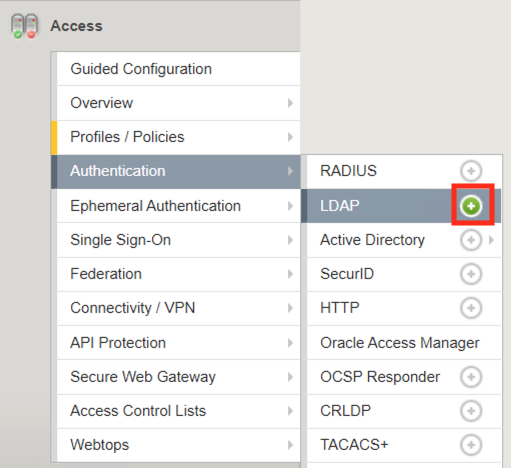 Access
Guided Configuration
Overview
Profiles / Policies
Authentication
Ephemeral Authentication
Single Sign-On
Federation
Connectivity / VPN
API Protection
Secure Web Gateway
Access Control Lists
Webtops
RADIUS
LDAP
Active Directory
SecurID
HTTP
Oracle Access Manager
OCSP Responder
CRLDP
TACACS+